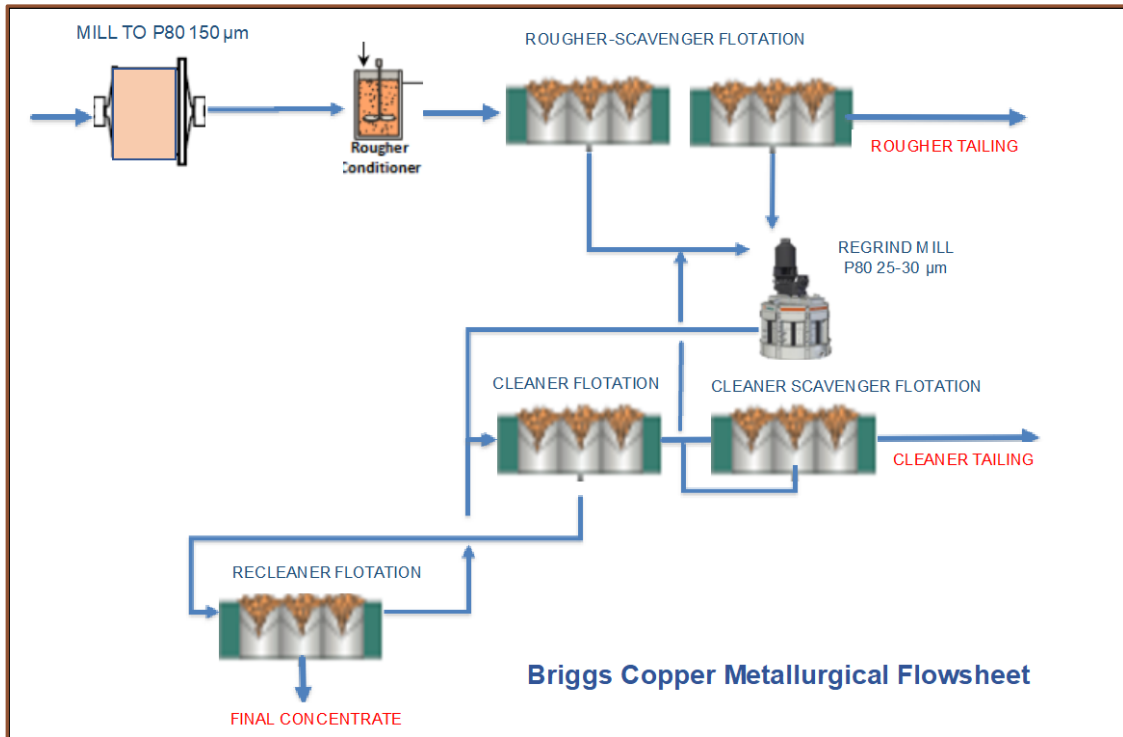 MILL TO P80 150 µm
ROUGHER-SCAVENGER FLOTATION
Rougher
Conditioner
ROUGHER TAILING
REGRIND MILL
P80 25-30 µm
CLEANER FLOTATION
CLEANER SCAVENGER FLOTATION
CLEANER TAILING
RECLEANER FLOTATION
Briggs Copper Metallurgical Flowsheet
FINAL CONCENTRATE